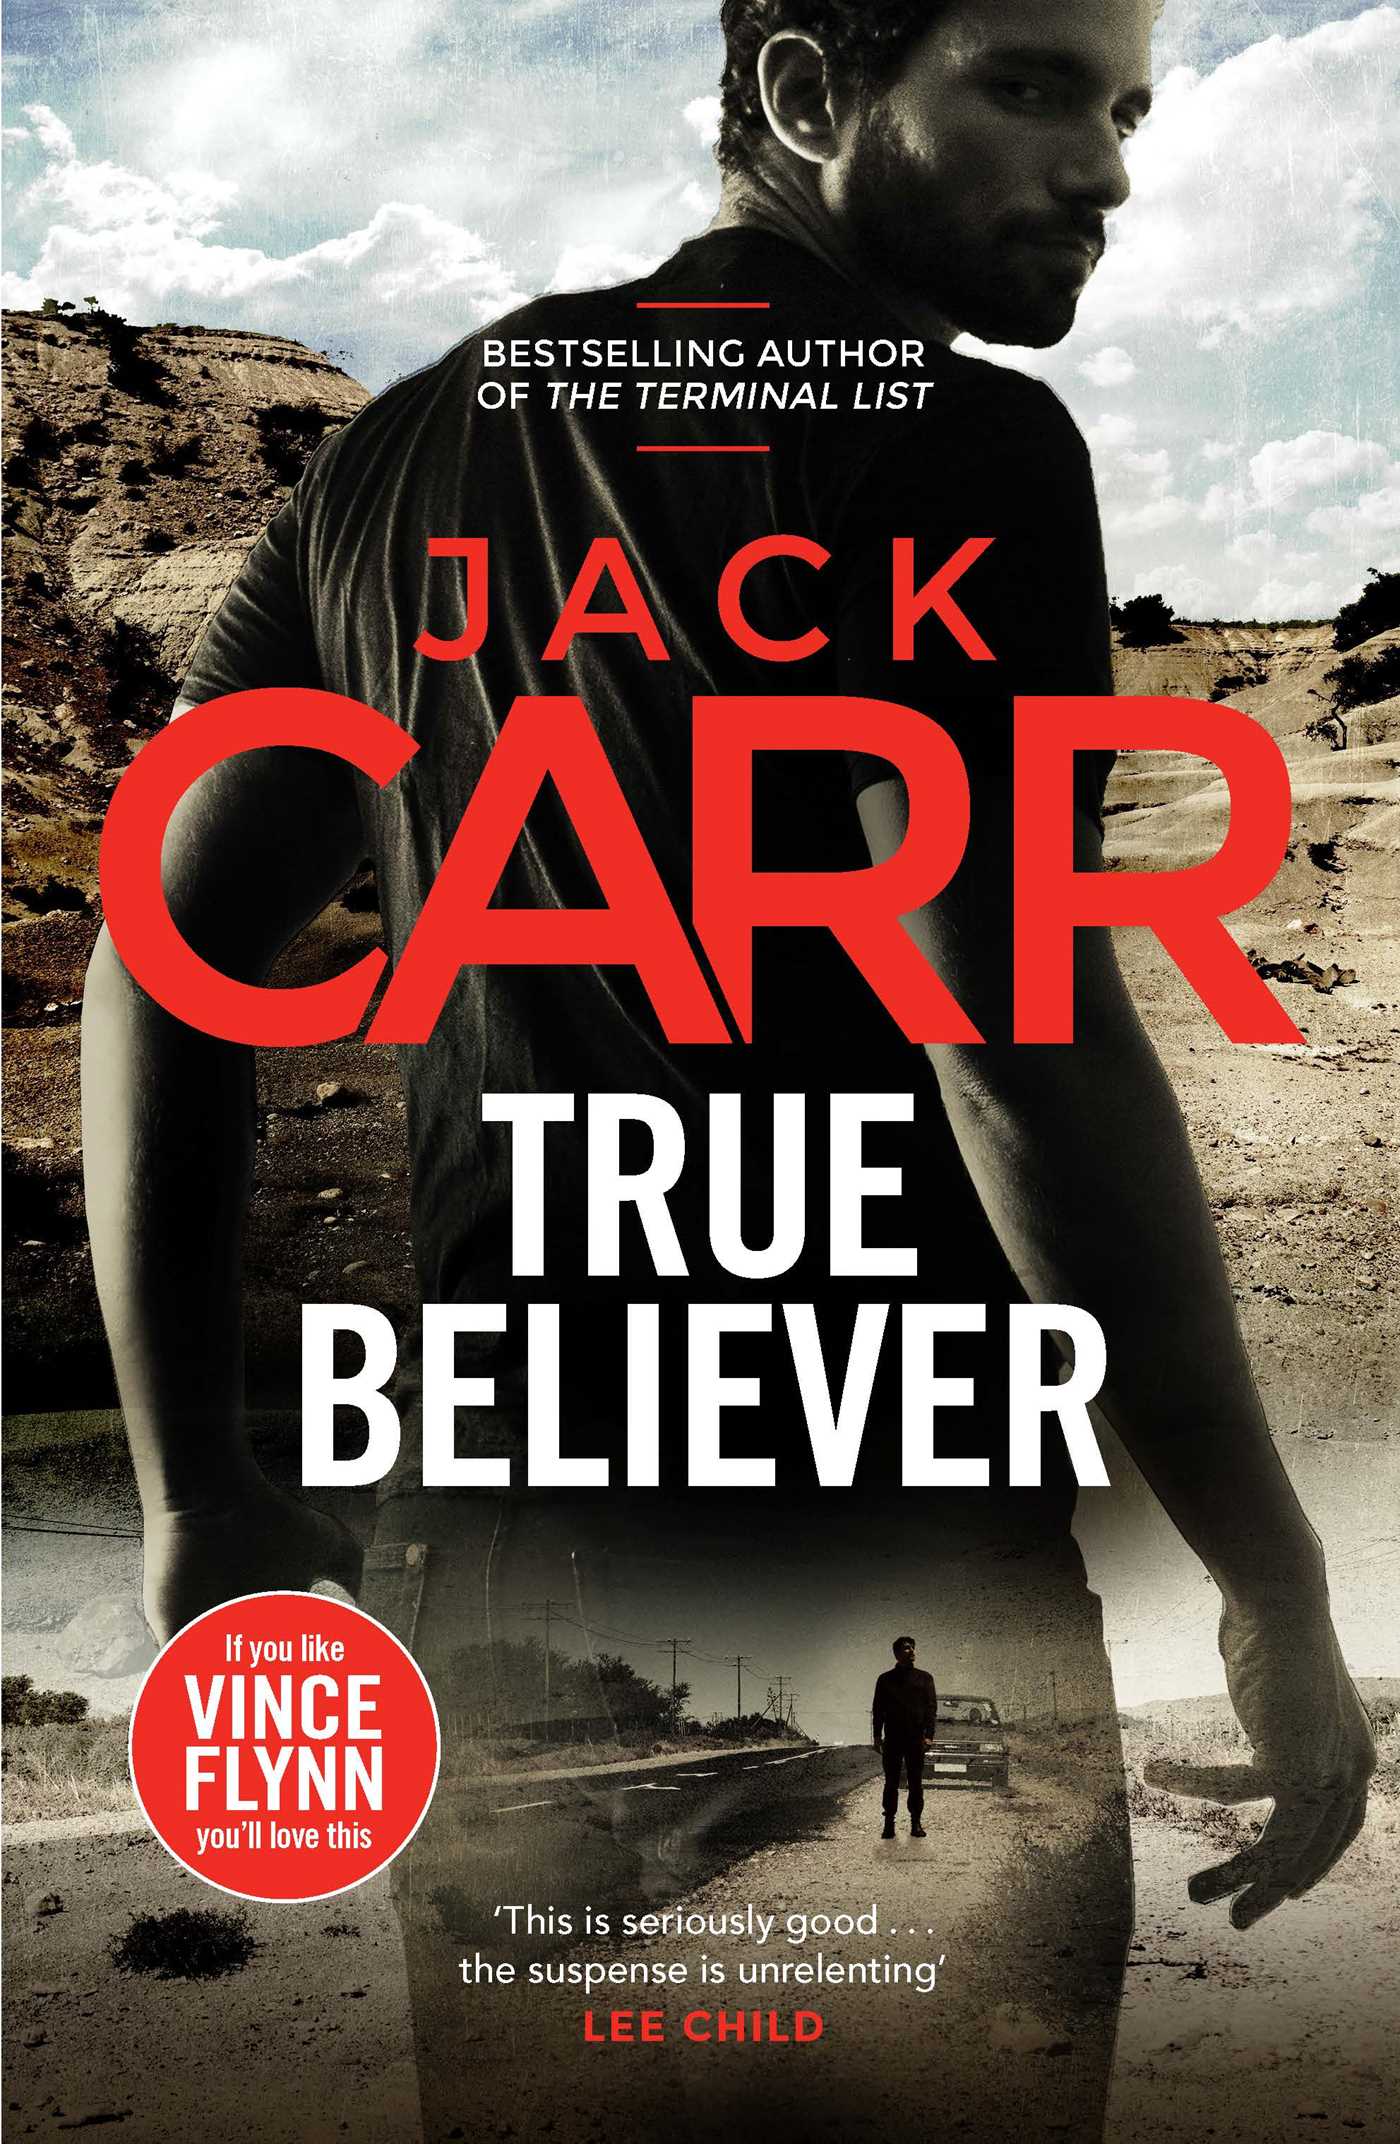 BESTSELLING AUTHOR
OF THE TERMINAL LIST
JACK
CARR
TRUE
BELIEVER
If you like
VINCE
FLYNN
you'll love this
‘This is seriously good . . .
the suspense is unrelenting’
LEE CHILD